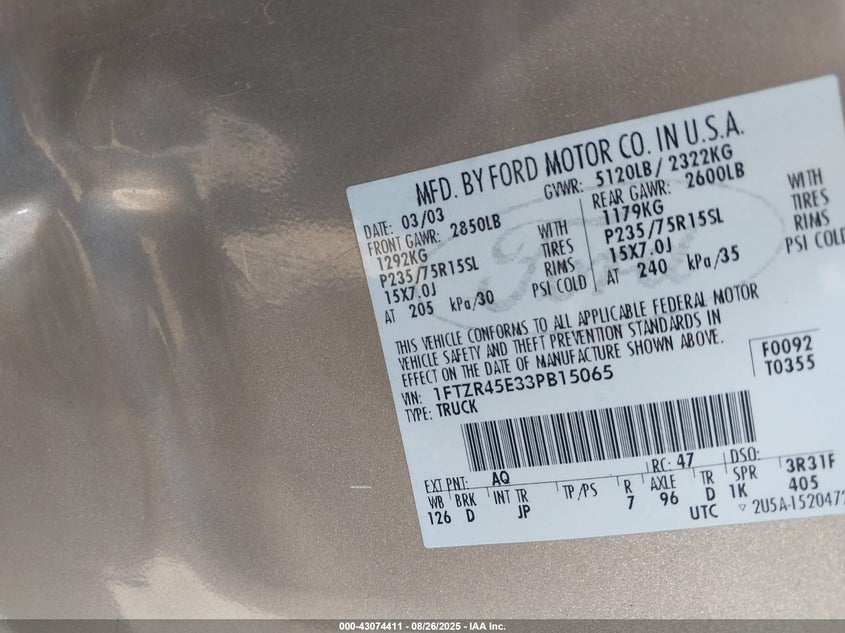 MFD. BY FORD MOTOR CO. IN U.S.A.
DATE: 03/03 GVWR: 5120LB/ 2322KG
FRONT GAWR: 2850LB REAR GAWR: 2600LB
1292KG WITH 1179KG WITH
P235/75R15SL TIRES P235/75R15SL TIRES
15X7.0J RIMS 15X7.0J RIMS
AT 205 kPa/30 PSI COLD AT 240 kPa/35 PSI COLD
Ford
THIS VEHICLE CONFORMS TO ALL APPLICABLE FEDERAL MOTOR
VEHICLE SAFETY AND THEFT PREVENTION STANDARDS IN
EFFECT ON THE DATE OF MANUFACTURE SHOWN ABOVE.
VIN: 1FTZR45E33PB15065 F0092
TYPE: TRUCK T0355
EXT PNT: AQ RC: 47 DSO:
WB BRK INT TR TP/PS R AXLE TR SPR 3R31F
126 D JP 7 96 D 1K 405
UTC ▽ 2U5A-1520472
000-43074411 - 08/26/2025 - IAA Inc.